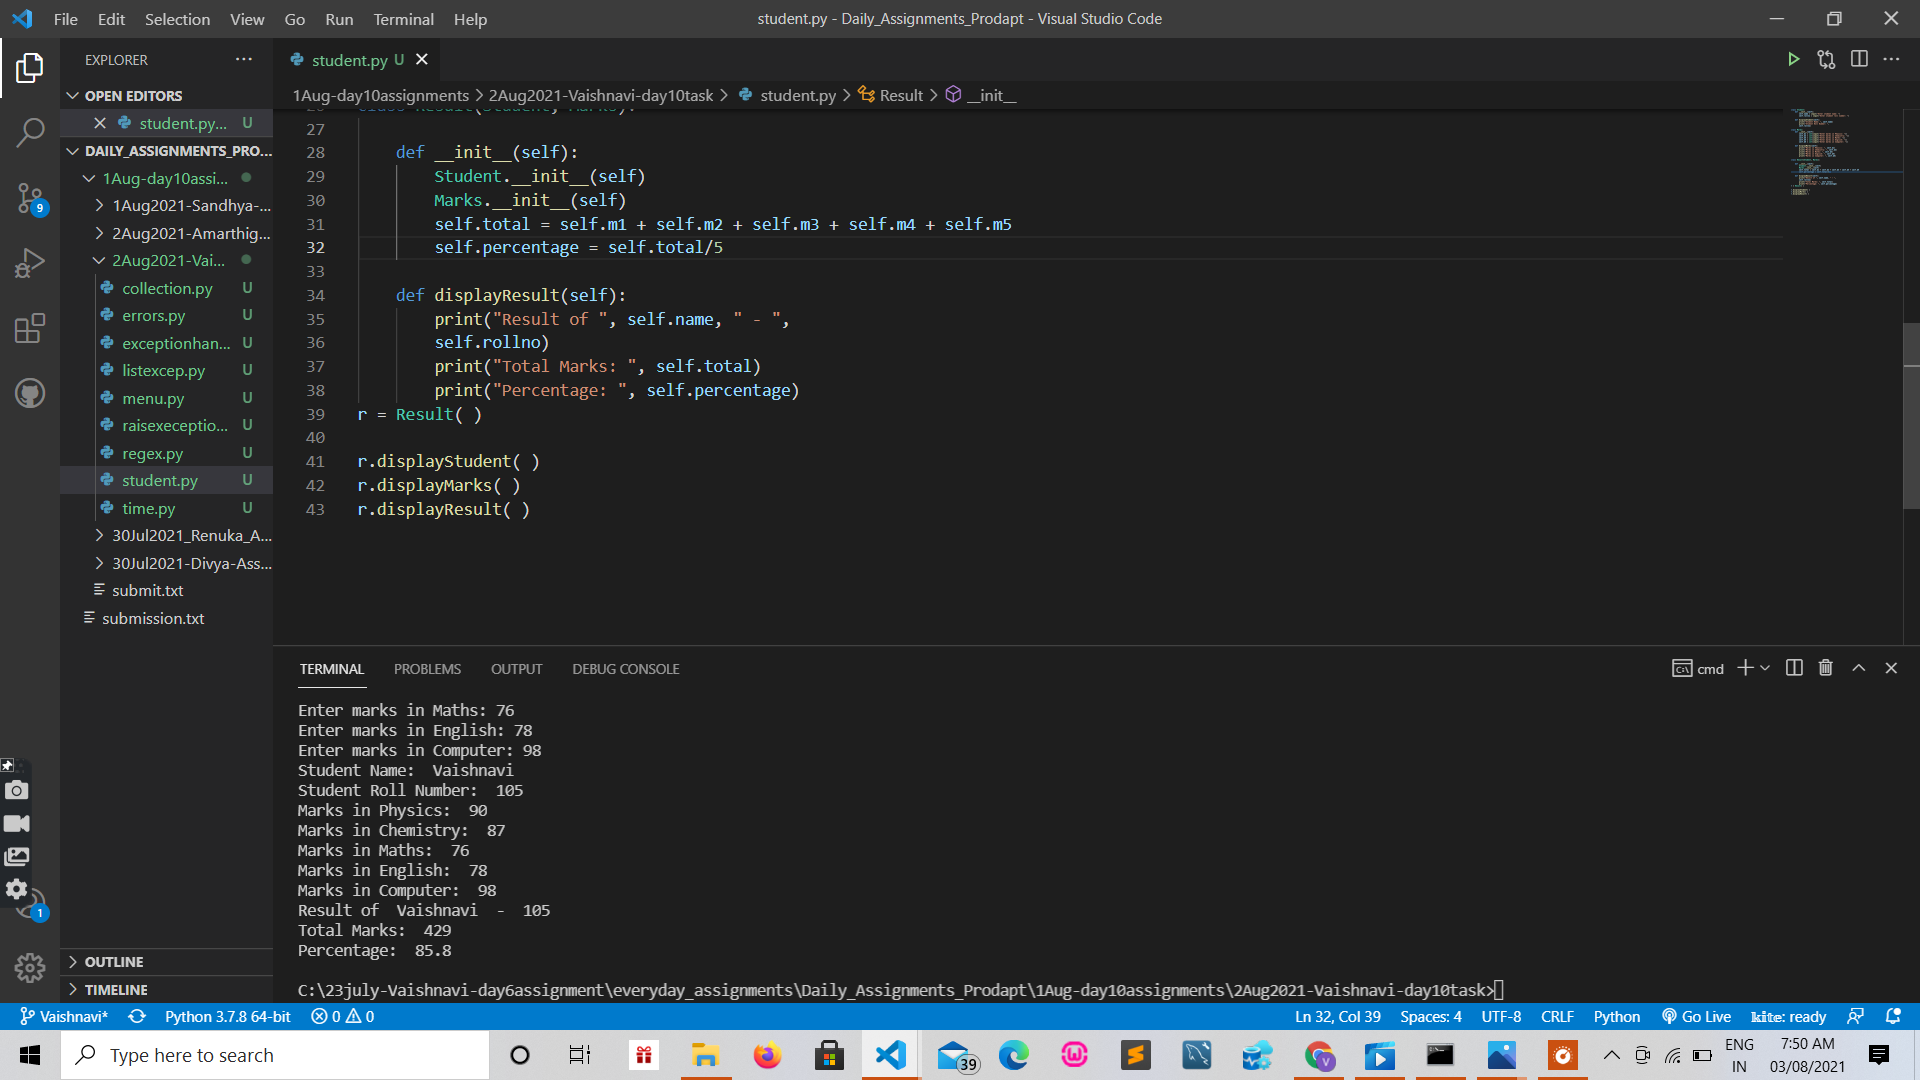 File Edit Selection View Go Run Terminal Help
student.py - Daily_Assignments_Prodapt - Visual Studio Code
EXPLORER
OPEN EDITORS
student.py... U
DAILY_ASSIGNMENTS_PRO...
1Aug-day10assi...
1Aug2021-Sandhya-...
2Aug2021-Amarthig...
2Aug2021-Vai...
collection.py U
errors.py U
exceptionhan... U
listexcep.py U
menu.py U
raisexeceptio... U
regex.py U
student.py U
time.py U
30Jul2021_Renuka_A...
30Jul2021-Divya-Ass...
submit.txt
submission.txt
OUTLINE
TIMELINE
9
1
student.py U
1Aug-day10assignments > 2Aug2021-Vaishnavi-day10task > student.py > Result > __init__
27
28 def __init__(self):
29 Student.__init__(self)
30 Marks.__init__(self)
31 self.total = self.m1 + self.m2 + self.m3 + self.m4 + self.m5
32 self.percentage = self.total/5
33
34 def displayResult(self):
35 print("Result of ", self.name, " - ",
36 self.rollno)
37 print("Total Marks: ", self.total)
38 print("Percentage: ", self.percentage)
39 r = Result( )
40
41 r.displayStudent( )
42 r.displayMarks( )
43 r.displayResult( )
TERMINAL PROBLEMS OUTPUT DEBUG CONSOLE
cmd
Enter marks in Maths: 76
Enter marks in English: 78
Enter marks in Computer: 98
Student Name:  Vaishnavi
Student Roll Number:  105
Marks in Physics:  90
Marks in Chemistry:  87
Marks in Maths:  76
Marks in English:  78
Marks in Computer:  98
Result of  Vaishnavi  -  105
Total Marks:  429
Percentage:  85.8
C:\23july-Vaishnavi-day6assignment\everyday_assignments\Daily_Assignments_Prodapt\1Aug-day10assignments\2Aug2021-Vaishnavi-day10task>
Vaishnavi* Python 3.7.8 64-bit 0 0
Ln 32, Col 39 Spaces: 4 UTF-8 CRLF Python Go Live kite: ready
Type here to search
39
ENG
IN
7:50 AM
03/08/2021